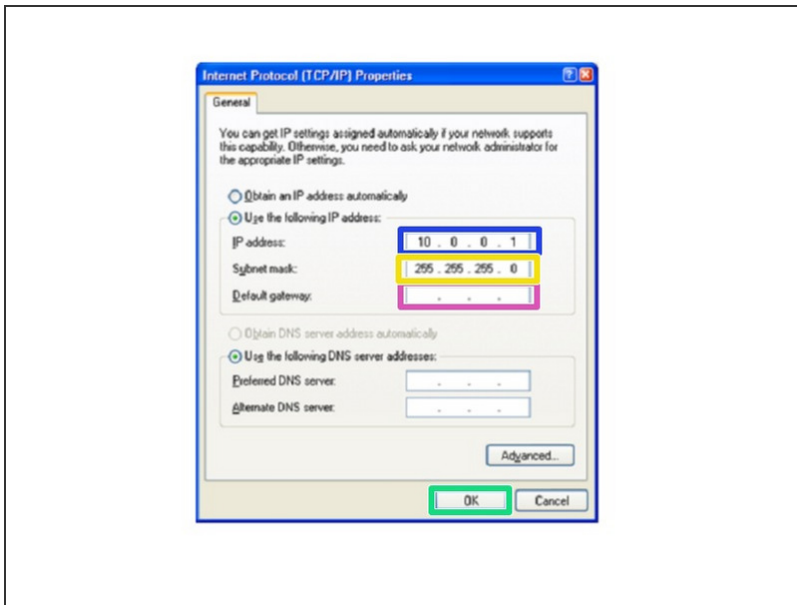 Internet Protocol (TCP/IP) Properties
General
You can get IP settings assigned automatically if your network supports
this capability. Otherwise, you need to ask your network administrator for
the appropriate IP settings.
Obtain an IP address automatically
Use the following IP address:
IP address: 10 . 0 . 0 . 1
Subnet mask: 255 . 255 . 255 . 0
Default gateway: . . .
Obtain DNS server address automatically
Use the following DNS server addresses:
Preferred DNS server: . . .
Alternate DNS server: . . .
Advanced...
OK Cancel